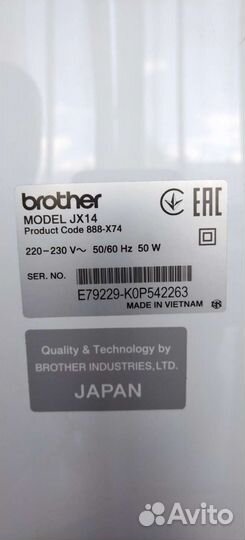 brother
MODEL JX14
Product Code 888-X74
220-230 V~ 50/60 Hz 50 W
EAC
SER. NO.
E79229-K0P542263
MADE IN VIETNAM
Quality & Technology by
BROTHER INDUSTRIES,LTD.
JAPAN
Avito